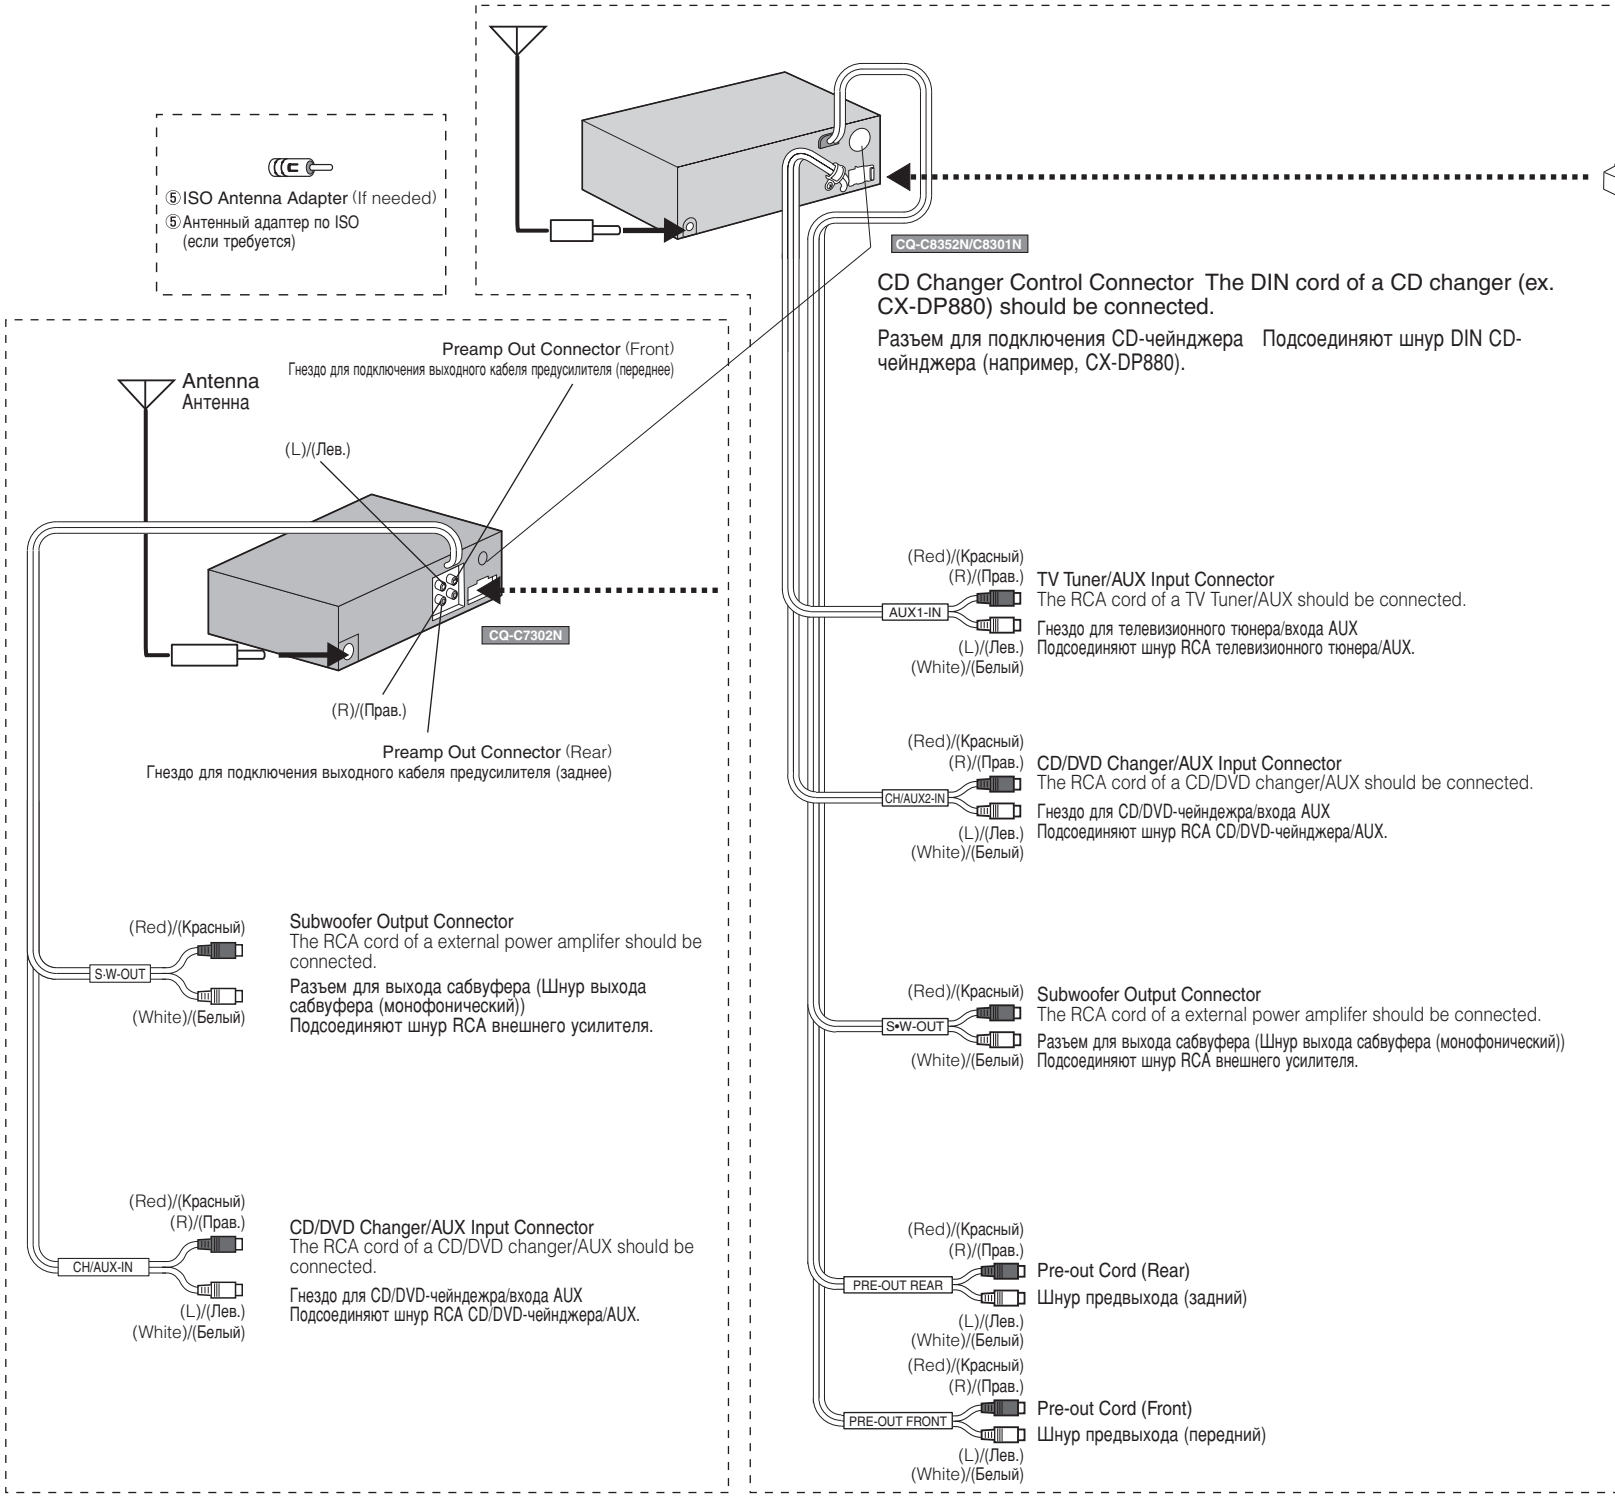 ⑤ISO Antenna Adapter (If needed)
⑤Антенный адаптер по ISO
(если требуется)
CQ-C8352N/C8301N
CD Changer Control Connector The DIN cord of a CD changer (ex.
CX-DP880) should be connected.
Разъем для подключения CD-чейнджера Подсоединяют шнур DIN CD-
чейнджера (например, CX-DP880).
Preamp Out Connector (Front)
Гнездо для подключения выходного кабеля предусилителя (переднее)
Antenna
Антенна
(L)/(Лев.)
CQ-C7302N
(R)/(Прав.)
Preamp Out Connector (Rear)
Гнездо для подключения выходного кабеля предусилителя (заднее)
(Red)/(Красный)
S·W-OUT
(White)/(Белый)
Subwoofer Output Connector
The RCA cord of a external power amplifer should be
connected.
Разъем для выхода сабвуфера (Шнур выхода
сабвуфера (монофонический))
Подсоединяют шнур RCA внешнего усилителя.
(Red)/(Красный)
(R)/(Прав.)
CH/AUX-IN
(L)/(Лев.)
(White)/(Белый)
CD/DVD Changer/AUX Input Connector
The RCA cord of a CD/DVD changer/AUX should be
connected.
Гнездо для CD/DVD-чейндежра/входа AUX
Подсоединяют шнур RCA CD/DVD-чейнджера/AUX.
(Red)/(Красный)
(R)/(Прав.)
AUX1-IN
(L)/(Лев.)
(White)/(Белый)
TV Tuner/AUX Input Connector
The RCA cord of a TV Tuner/AUX should be connected.
Гнездо для телевизионного тюнера/входа AUX
Подсоединяют шнур RCA телевизионного тюнера/AUX.
(Red)/(Красный)
(R)/(Прав.)
CH/AUX2-IN
(L)/(Лев.)
(White)/(Белый)
CD/DVD Changer/AUX Input Connector
The RCA cord of a CD/DVD changer/AUX should be connected.
Гнездо для CD/DVD-чейндежра/входа AUX
Подсоединяют шнур RCA CD/DVD-чейнджера/AUX.
(Red)/(Красный)
S•W-OUT
(White)/(Белый)
Subwoofer Output Connector
The RCA cord of a external power amplifer should be connected.
Разъем для выхода сабвуфера (Шнур выхода сабвуфера (монофонический))
Подсоединяют шнур RCA внешнего усилителя.
(Red)/(Красный)
(R)/(Прав.)
PRE-OUT REAR
Pre-out Cord (Rear)
Шнур предвыхода (задний)
(L)/(Лев.)
(White)/(Белый)
(Red)/(Красный)
(R)/(Прав.)
PRE-OUT FRONT
Pre-out Cord (Front)
Шнур предвыхода (передний)
(L)/(Лев.)
(White)/(Белый)